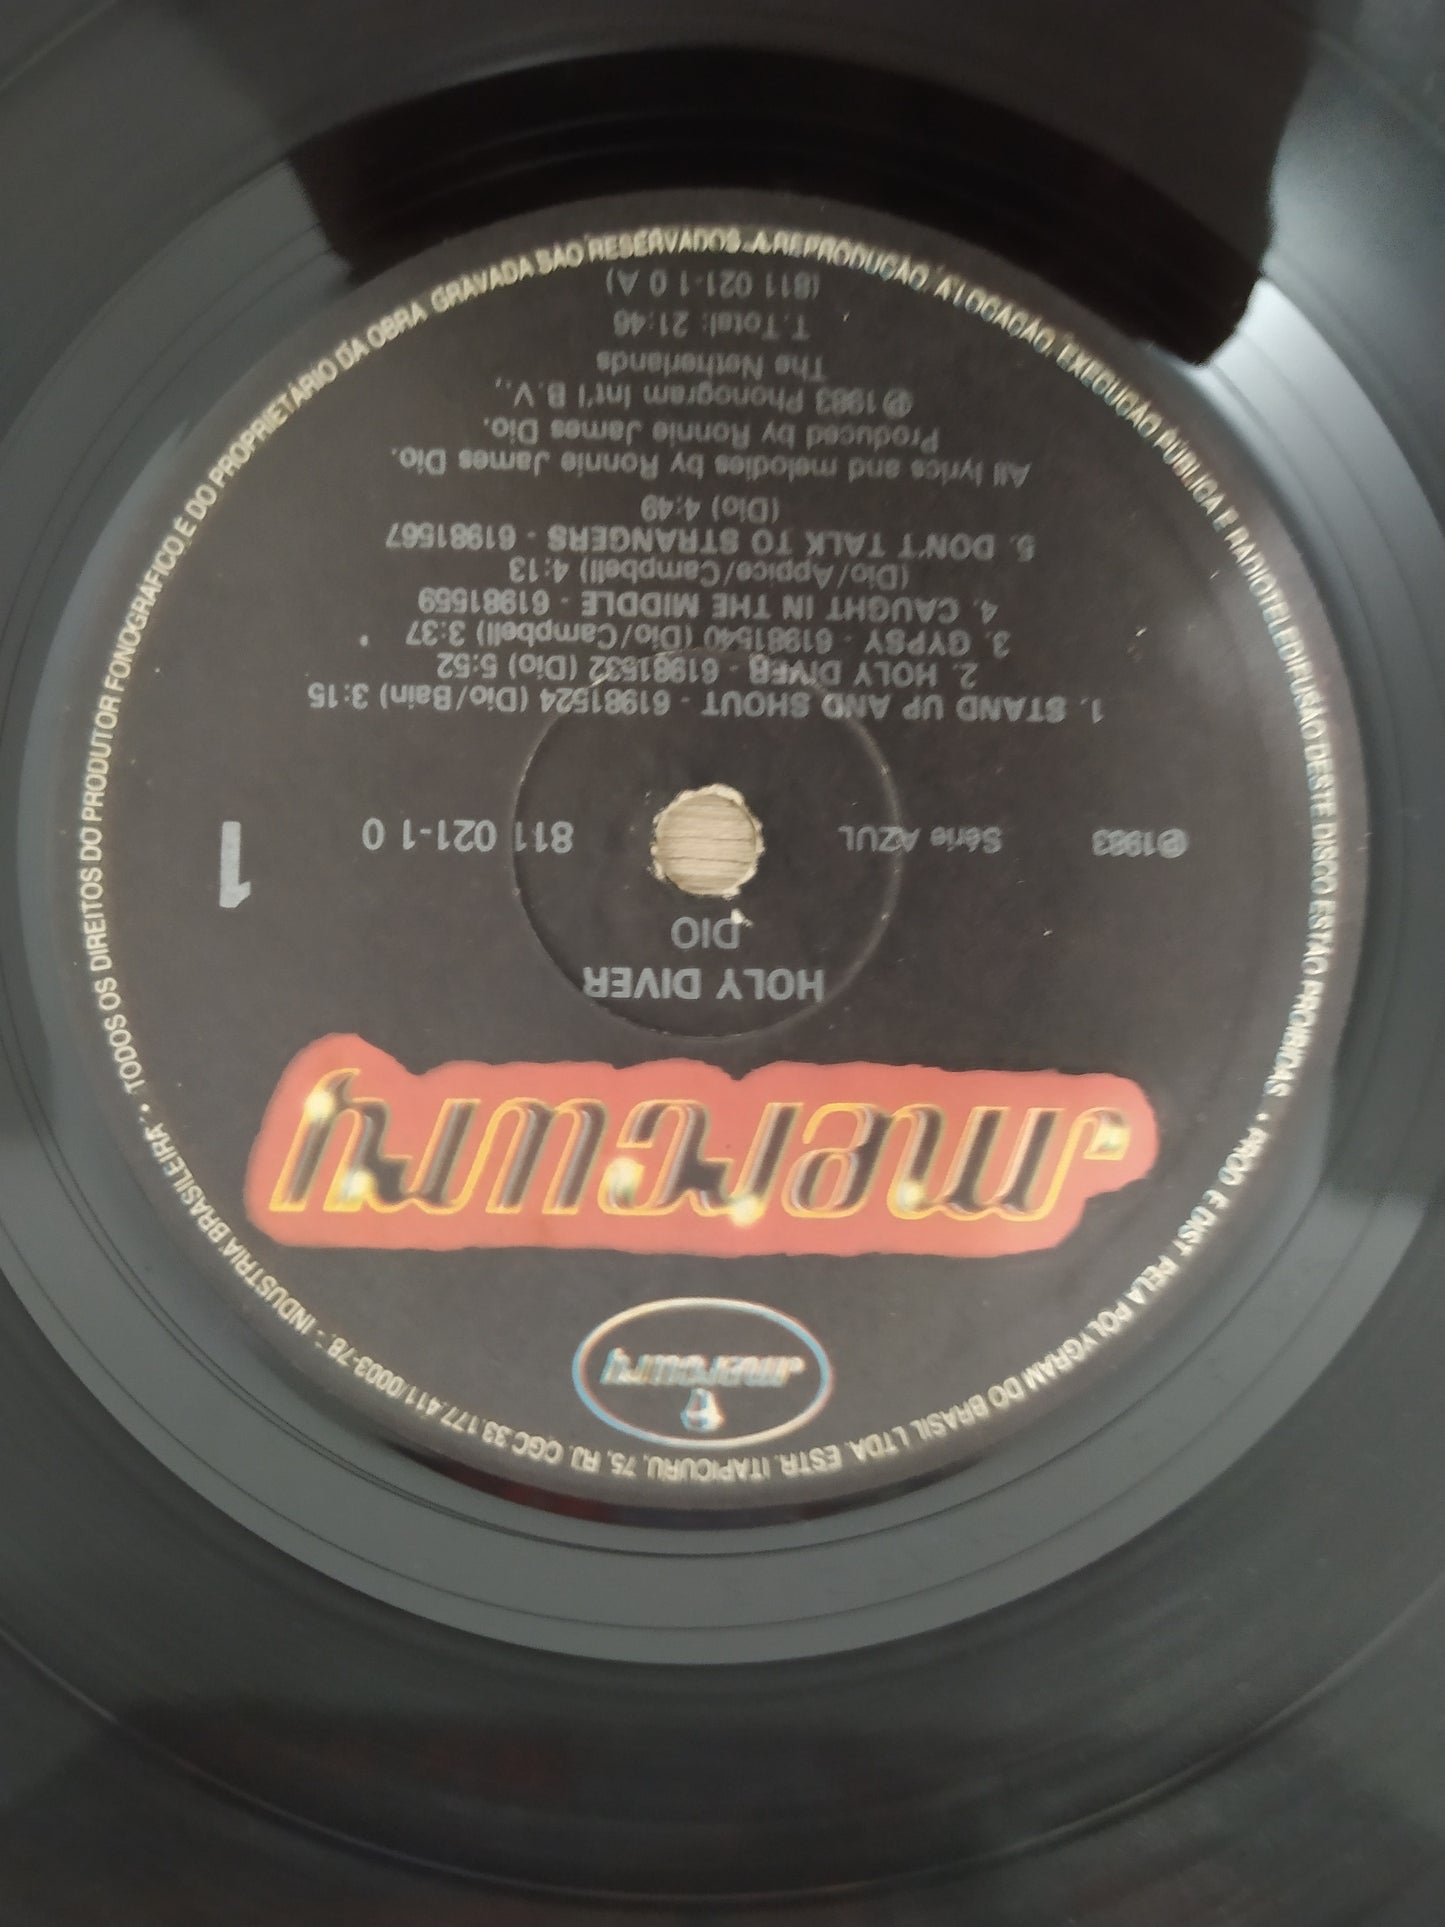 mercury
mercury
HOLY DIVER
DIO
℗1983
Série AZUL
811 021-1 0
1
1. STAND UP AND SHOUT - 61981524 (Dio/Bain) 3:15
2. HOLY DIVER - 61981532 (Dio) 5:52
3. GYPSY - 61981540 (Dio/Campbell) 3:37
4. CAUGHT IN THE MIDDLE - 61981559
(Dio/Appice/Campbell) 4:13
5. DON'T TALK TO STRANGERS - 61981567
(Dio) 4:49
All lyrics and melodies by Ronnie James Dio.
Produced by Ronnie James Dio.
℗1983 Phonogram Int'l B.V.,
The Netherlands
T.Total: 21:46
(811 021-1 0 A)
TODOS OS DIREITOS DO PRODUTOR FONOGRÁFICO E DO PROPRIETÁRIO DA OBRA GRAVADA SÃO RESERVADOS. A REPRODUÇÃO, A LOCAÇÃO, EXECUÇÃO PÚBLICA E RADIOTELEDIFUSÃO DESTE DISCO ESTÃO PROIBIDAS. • PROD. E DIST. PELA POLYGRAM DO BRASIL LTDA. ESTR. ITAPICURU, 75, RJ. CGC.33.177.411/0003-78. - INDÚSTRIA BRASILEIRA •